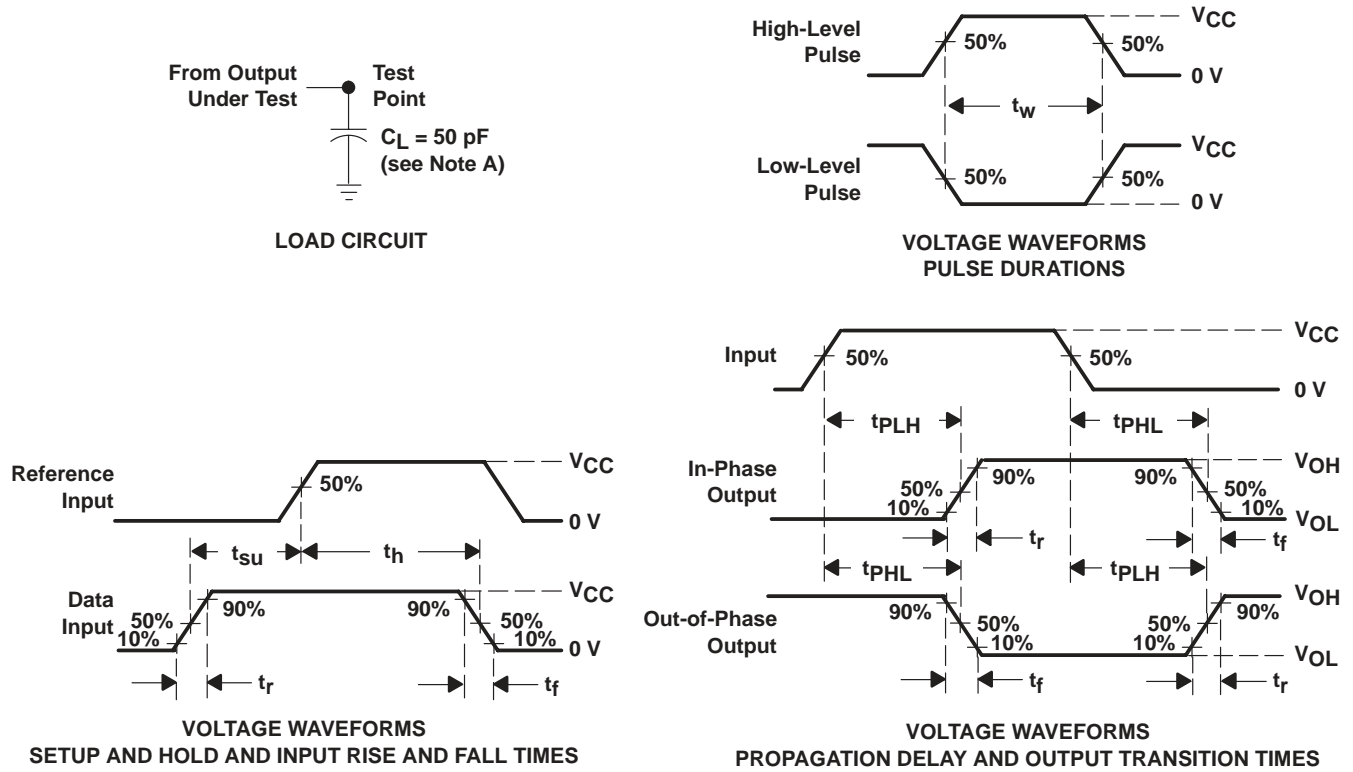 From Output
Under Test
Test
Point
CL = 50 pF
(see Note A)
LOAD CIRCUIT
High-Level
Pulse
50%
50%
VCC
0 V
tw
Low-Level
Pulse
50%
50%
VCC
0 V
VOLTAGE WAVEFORMS
PULSE DURATIONS
Reference
Input
50%
VCC
0 V
tsu
th
Data
Input
50%
10%
90%
90%
50%
10%
VCC
0 V
tr
tf
VOLTAGE WAVEFORMS
SETUP AND HOLD AND INPUT RISE AND FALL TIMES
Input
50%
50%
VCC
0 V
tPLH
tPHL
In-Phase
Output
50%
10%
90%
90%
50%
10%
VOH
VOL
tr
tf
tPHL
tPLH
Out-of-Phase
Output
90%
50%
10%
50%
10%
90%
VOH
VOL
tf
tr
VOLTAGE WAVEFORMS
PROPAGATION DELAY AND OUTPUT TRANSITION TIMES